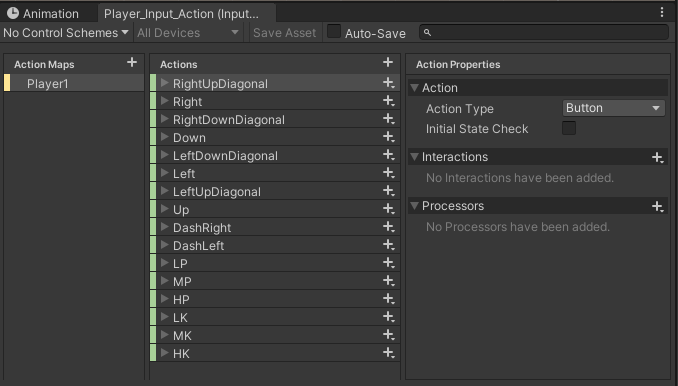 Animation Player_Input_Action (Input...
No Control Schemes All Devices Save Asset Auto-Save
Action Maps
Player1
Actions
RightUpDiagonal
Right
RightDownDiagonal
Down
LeftDownDiagonal
Left
LeftUpDiagonal
Up
DashRight
DashLeft
LP
MP
HP
LK
MK
HK
Action Properties
Action
Action Type Button
Initial State Check
Interactions
No Interactions have been added.
Processors
No Processors have been added.